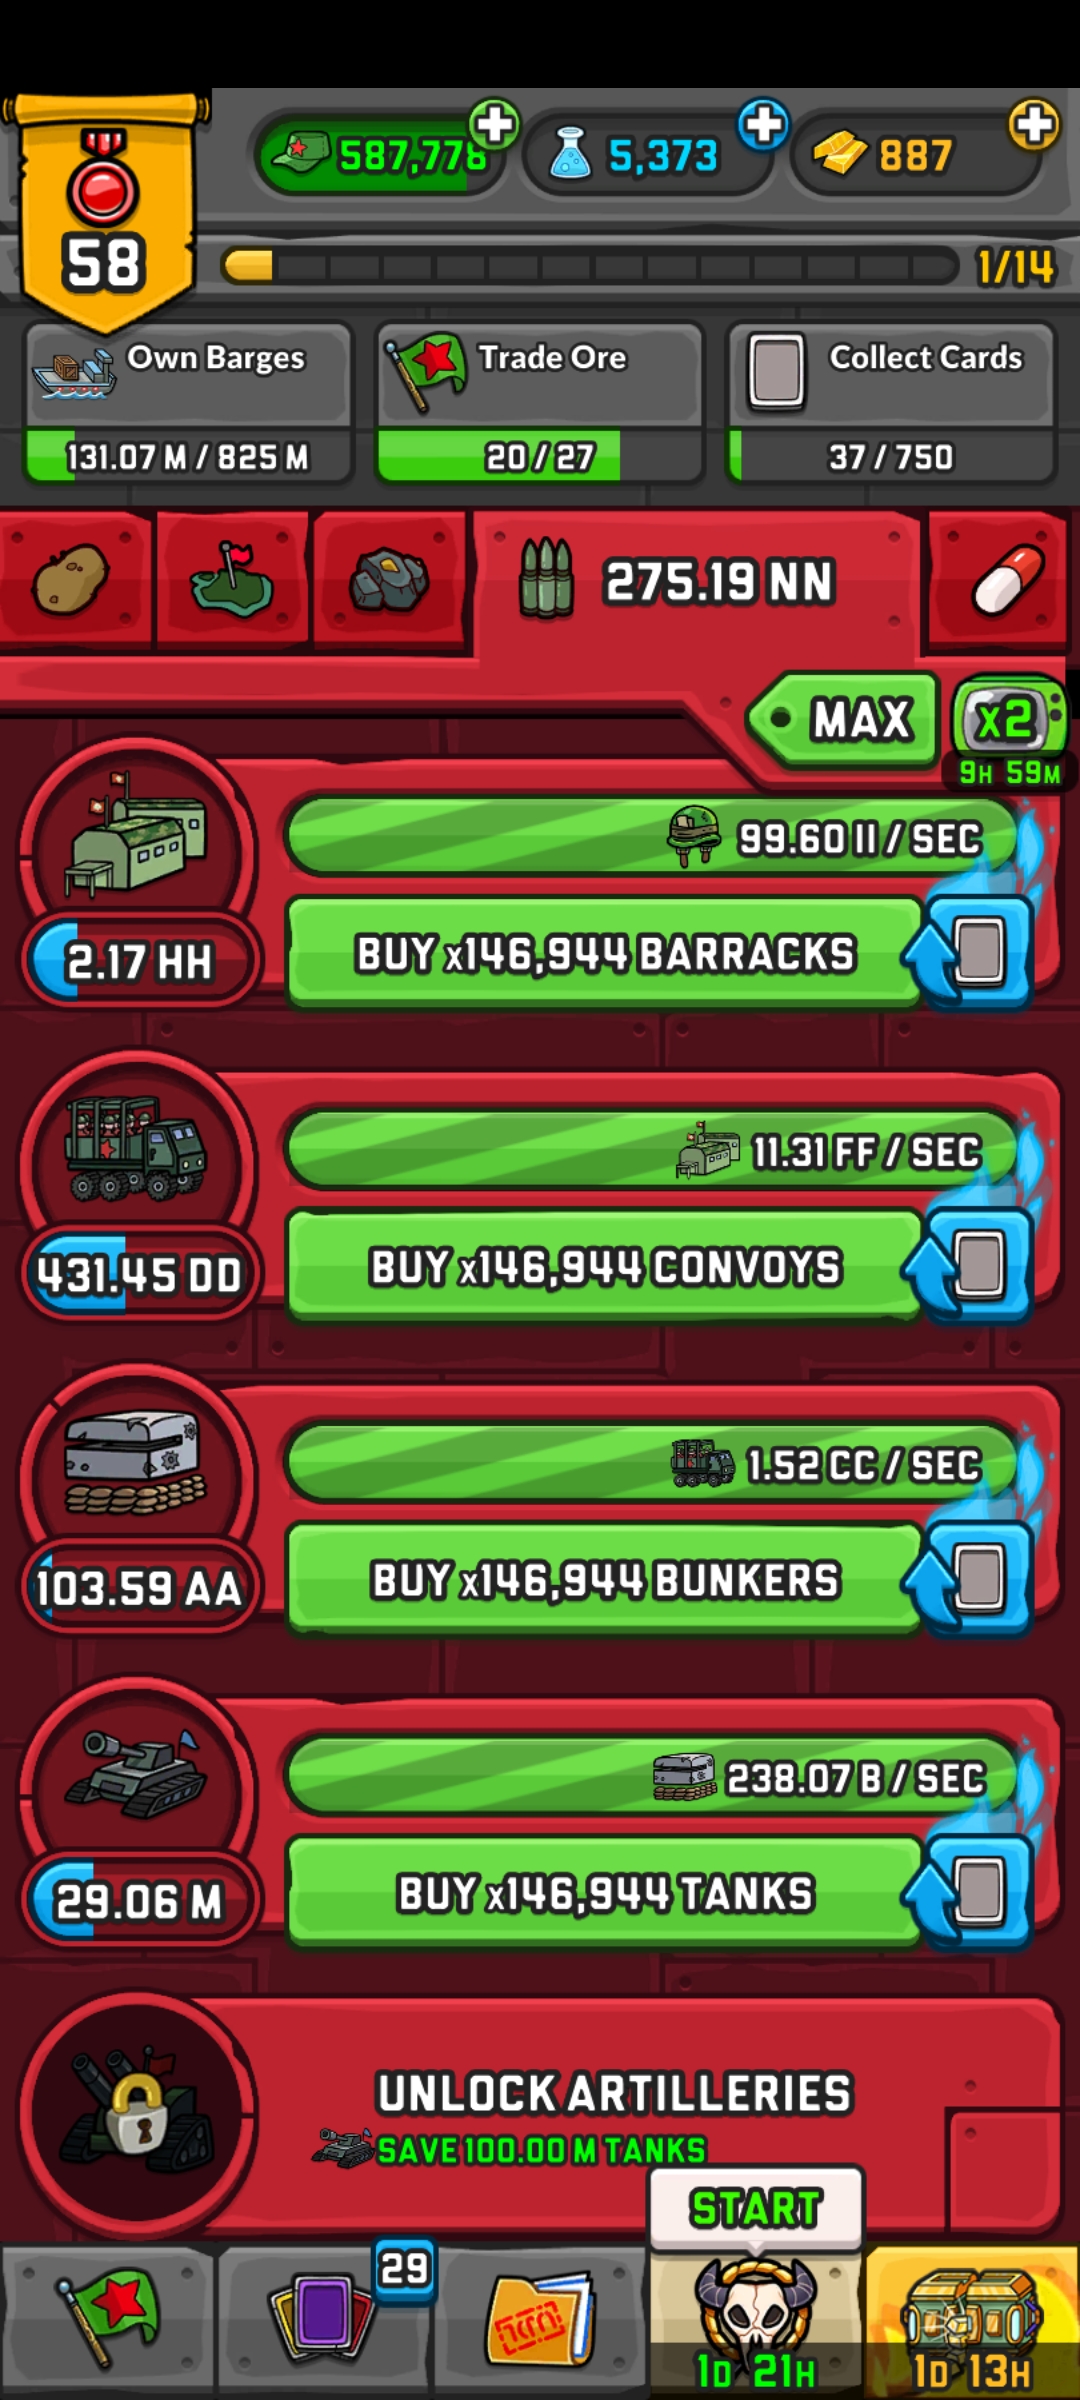 58
587,778
5,373
887
1/14
Own Barges
131.07 M / 825 M
Trade Ore
20 / 27
Collect Cards
37 / 750
275.19 NN
MAX
x2
9H 59M
99.60 II / SEC
2.17 HH
BUY x146,944 BARRACKS
11.31 FF / SEC
431.45 DD
BUY x146,944 CONVOYS
1.52 CC / SEC
103.59 AA
BUY x146,944 BUNKERS
238.07 B / SEC
29.06 M
BUY x146,944 TANKS
UNLOCK ARTILLERIES
SAVE 100.00 M TANKS
START
29
1D 21H
1D 13H